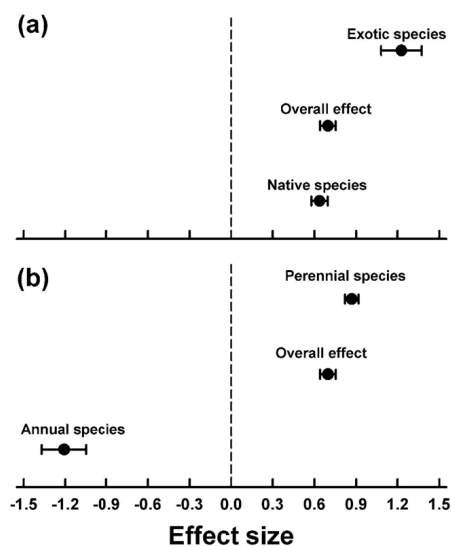 (a)
Exotic species
Overall effect
Native species
(b)
Perennial species
Overall effect
Annual species
-1.5 -1.2 -0.9 -0.6 -0.3 0.0 0.3 0.6 0.9 1.2 1.5
Effect size